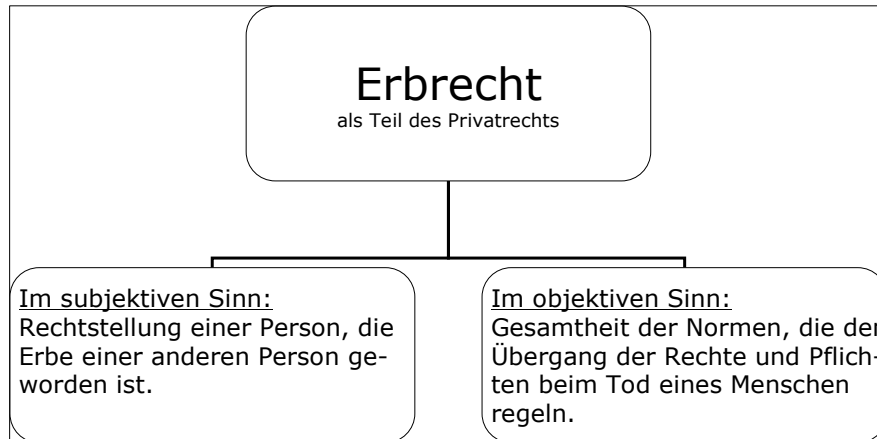 Erbrecht
als Teil des Privatrechts
Im subjektiven Sinn:
Rechtstellung einer Person, die
Erbe einer anderen Person ge-
worden ist.
Im objektiven Sinn:
Gesamtheit der Normen, die der
Übergang der Rechte und Pflich-
ten beim Tod eines Menschen
regeln.